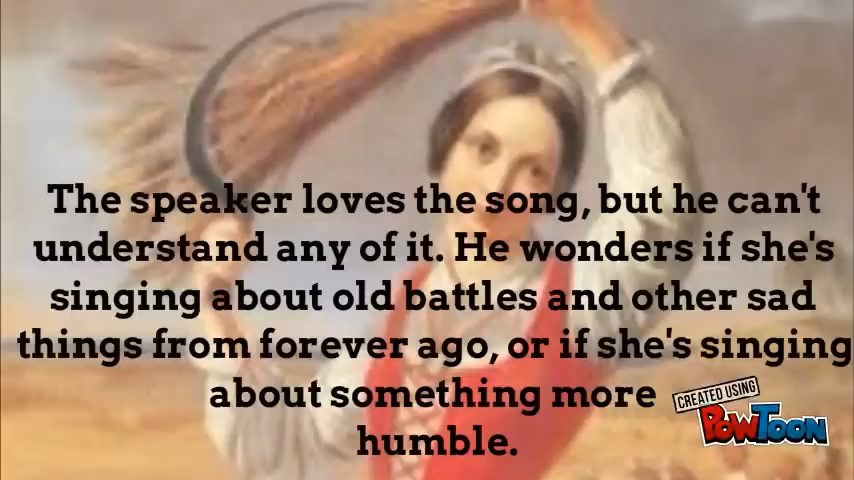 The speaker loves the song, but he can't
understand any of it. He wonders if she's
singing about old battles and other sad
things from forever ago, or if she's singing
about something more
humble.
CREATED USING
POWTOON